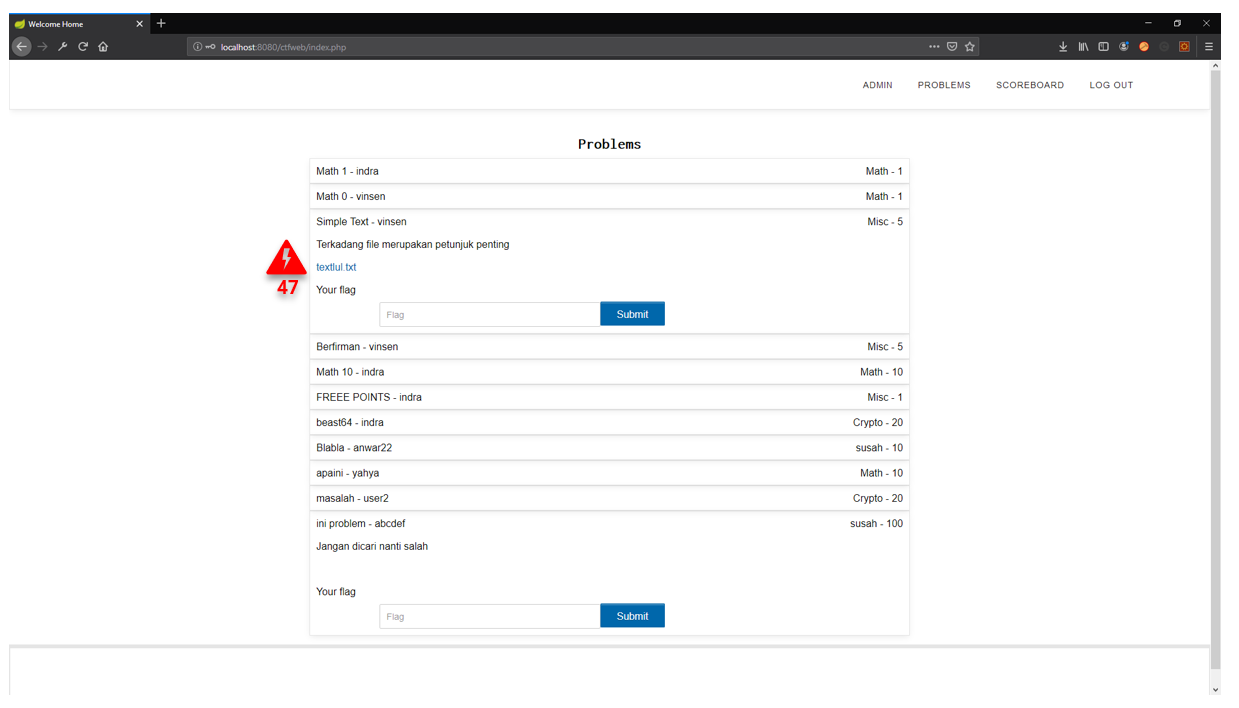 Welcome Home
localhost:8080/ctfweb/index.php
ADMIN PROBLEMS SCOREBOARD LOG OUT
Problems
Math 1 - indra Math - 1
Math 0 - vinsen Math - 1
Simple Text - vinsen Misc - 5
Terkadang file merupakan petunjuk penting
textlul.txt
47
Your flag
Flag Submit
Berfirman - vinsen Misc - 5
Math 10 - indra Math - 10
FREEE POINTS - indra Misc - 1
beast64 - indra Crypto - 20
Blabla - anwar22 susah - 10
apaini - yahya Math - 10
masalah - user2 Crypto - 20
ini problem - abcdef susah - 100
Jangan dicari nanti salah
Your flag
Flag Submit